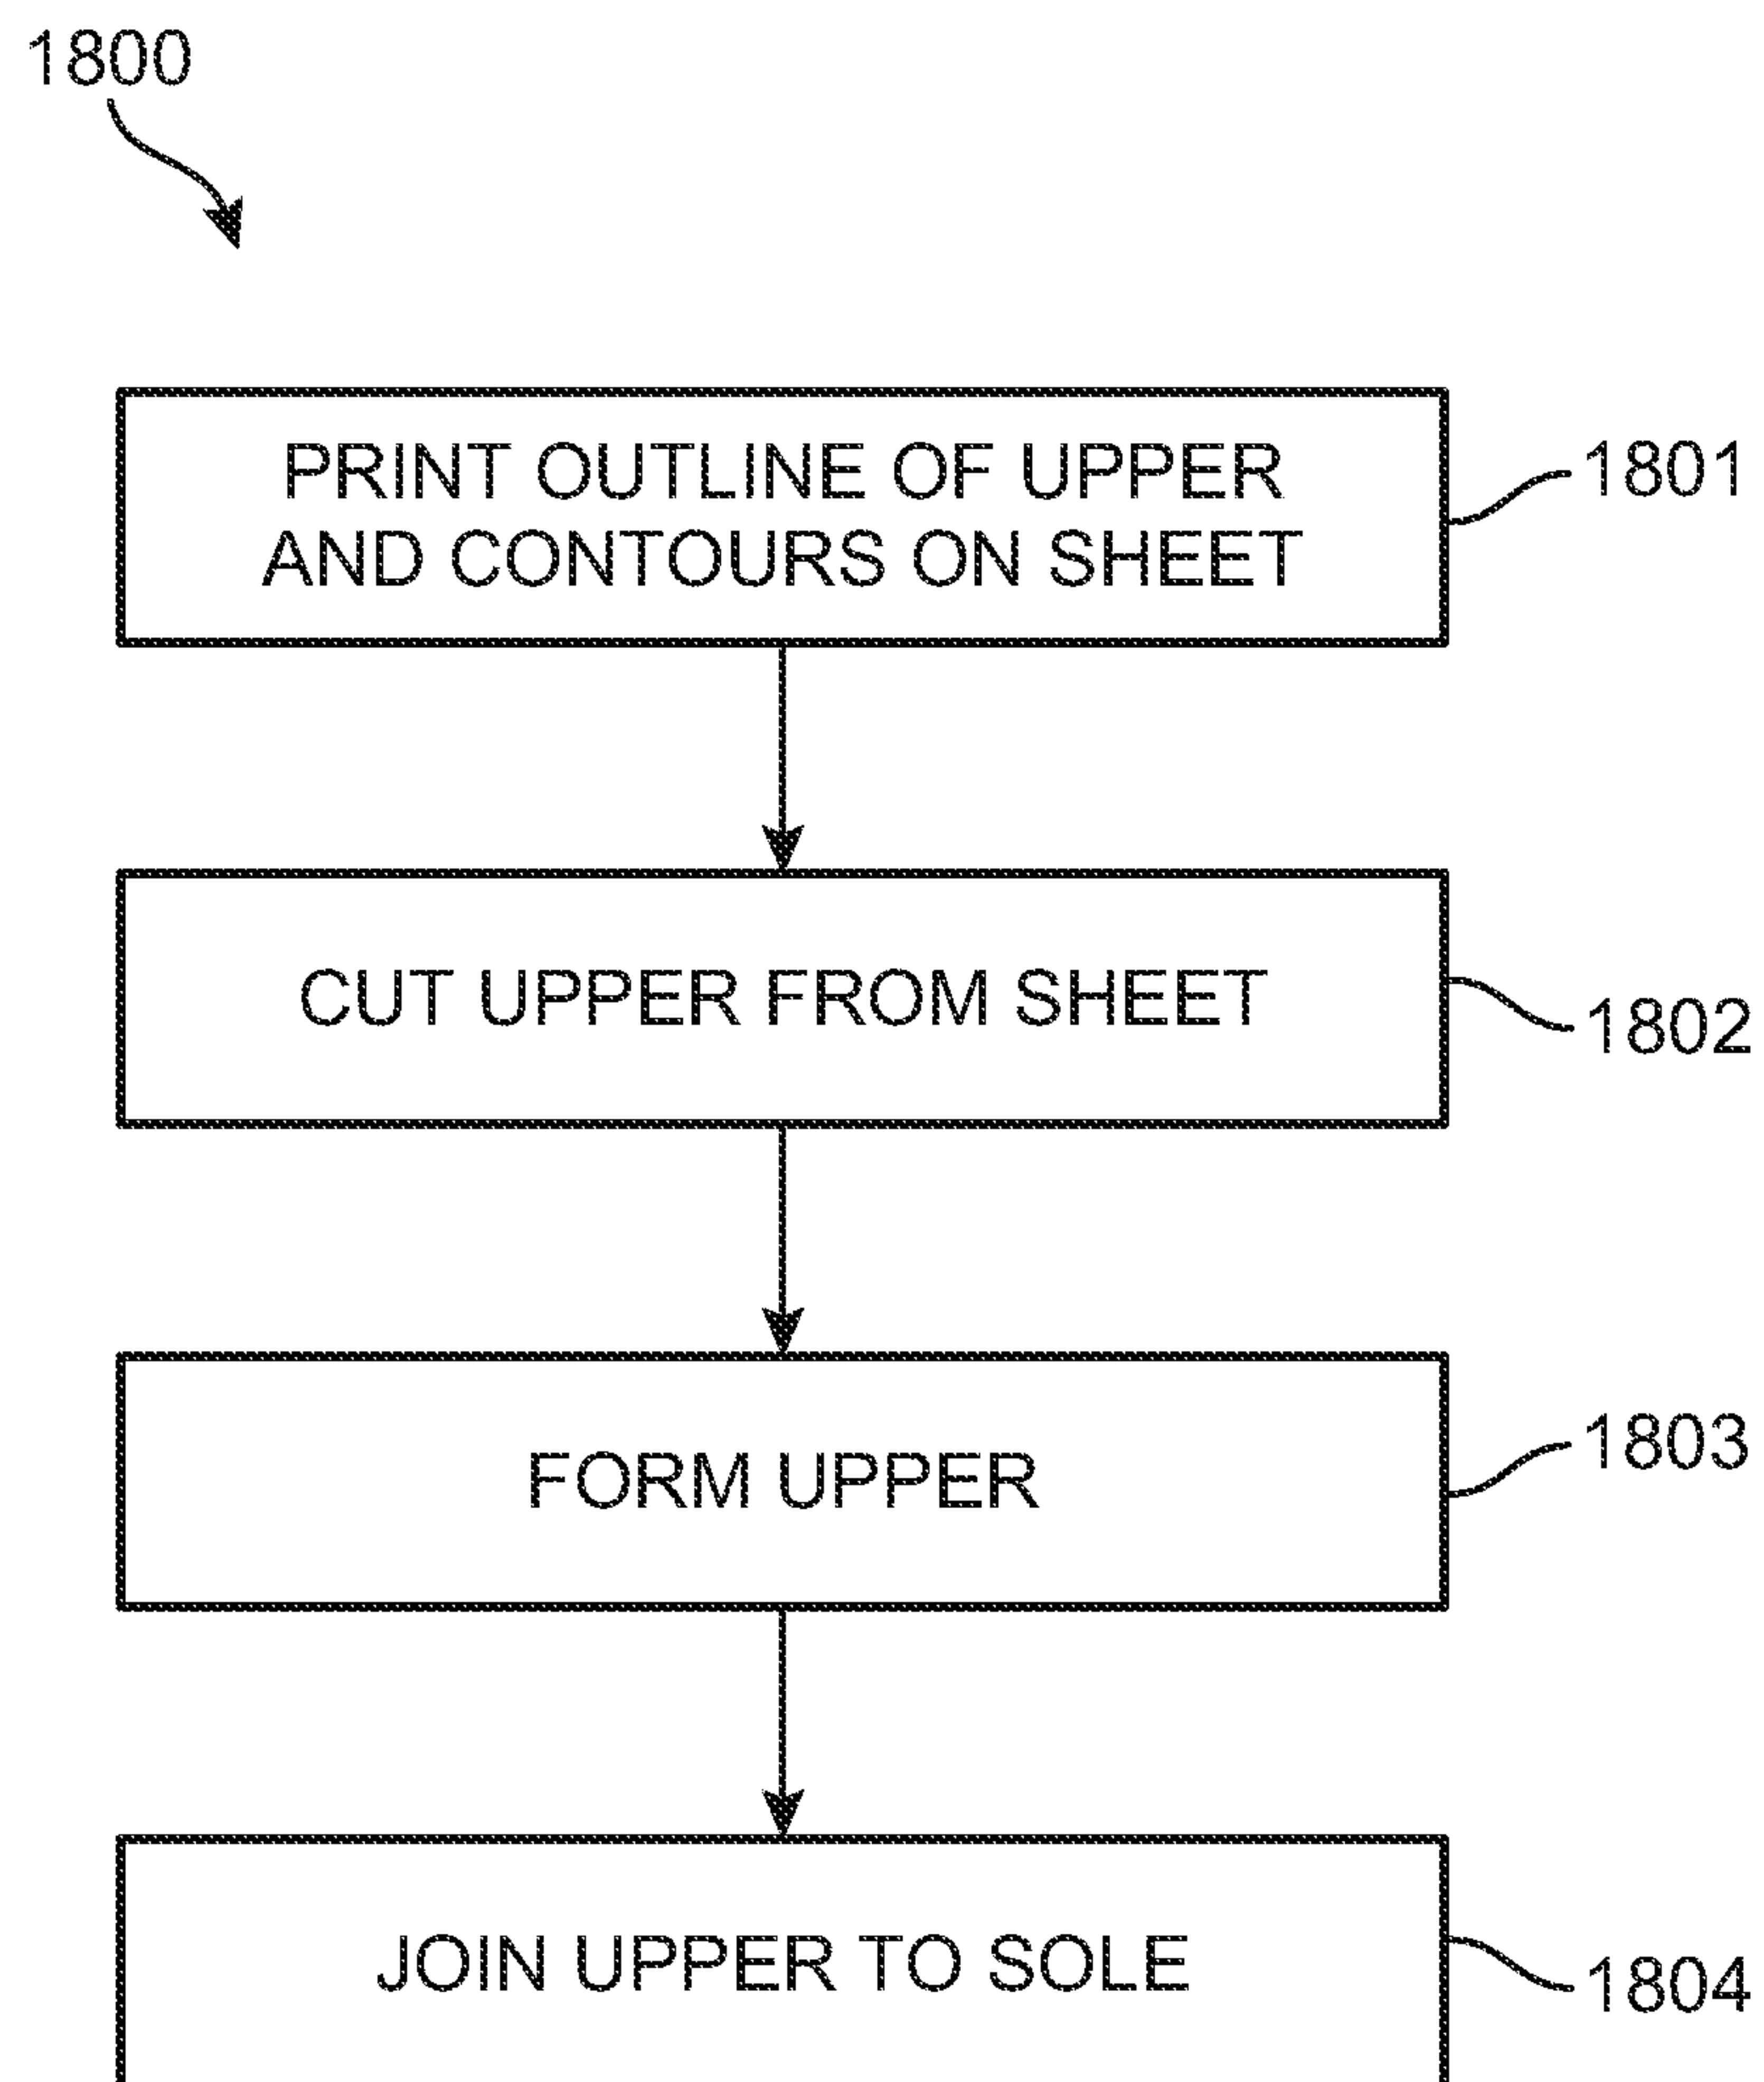 1800
PRINT OUTLINE OF UPPER
AND CONTOURS ON SHEET
1801
CUT UPPER FROM SHEET
1802
FORM UPPER
1803
JOIN UPPER TO SOLE
1804